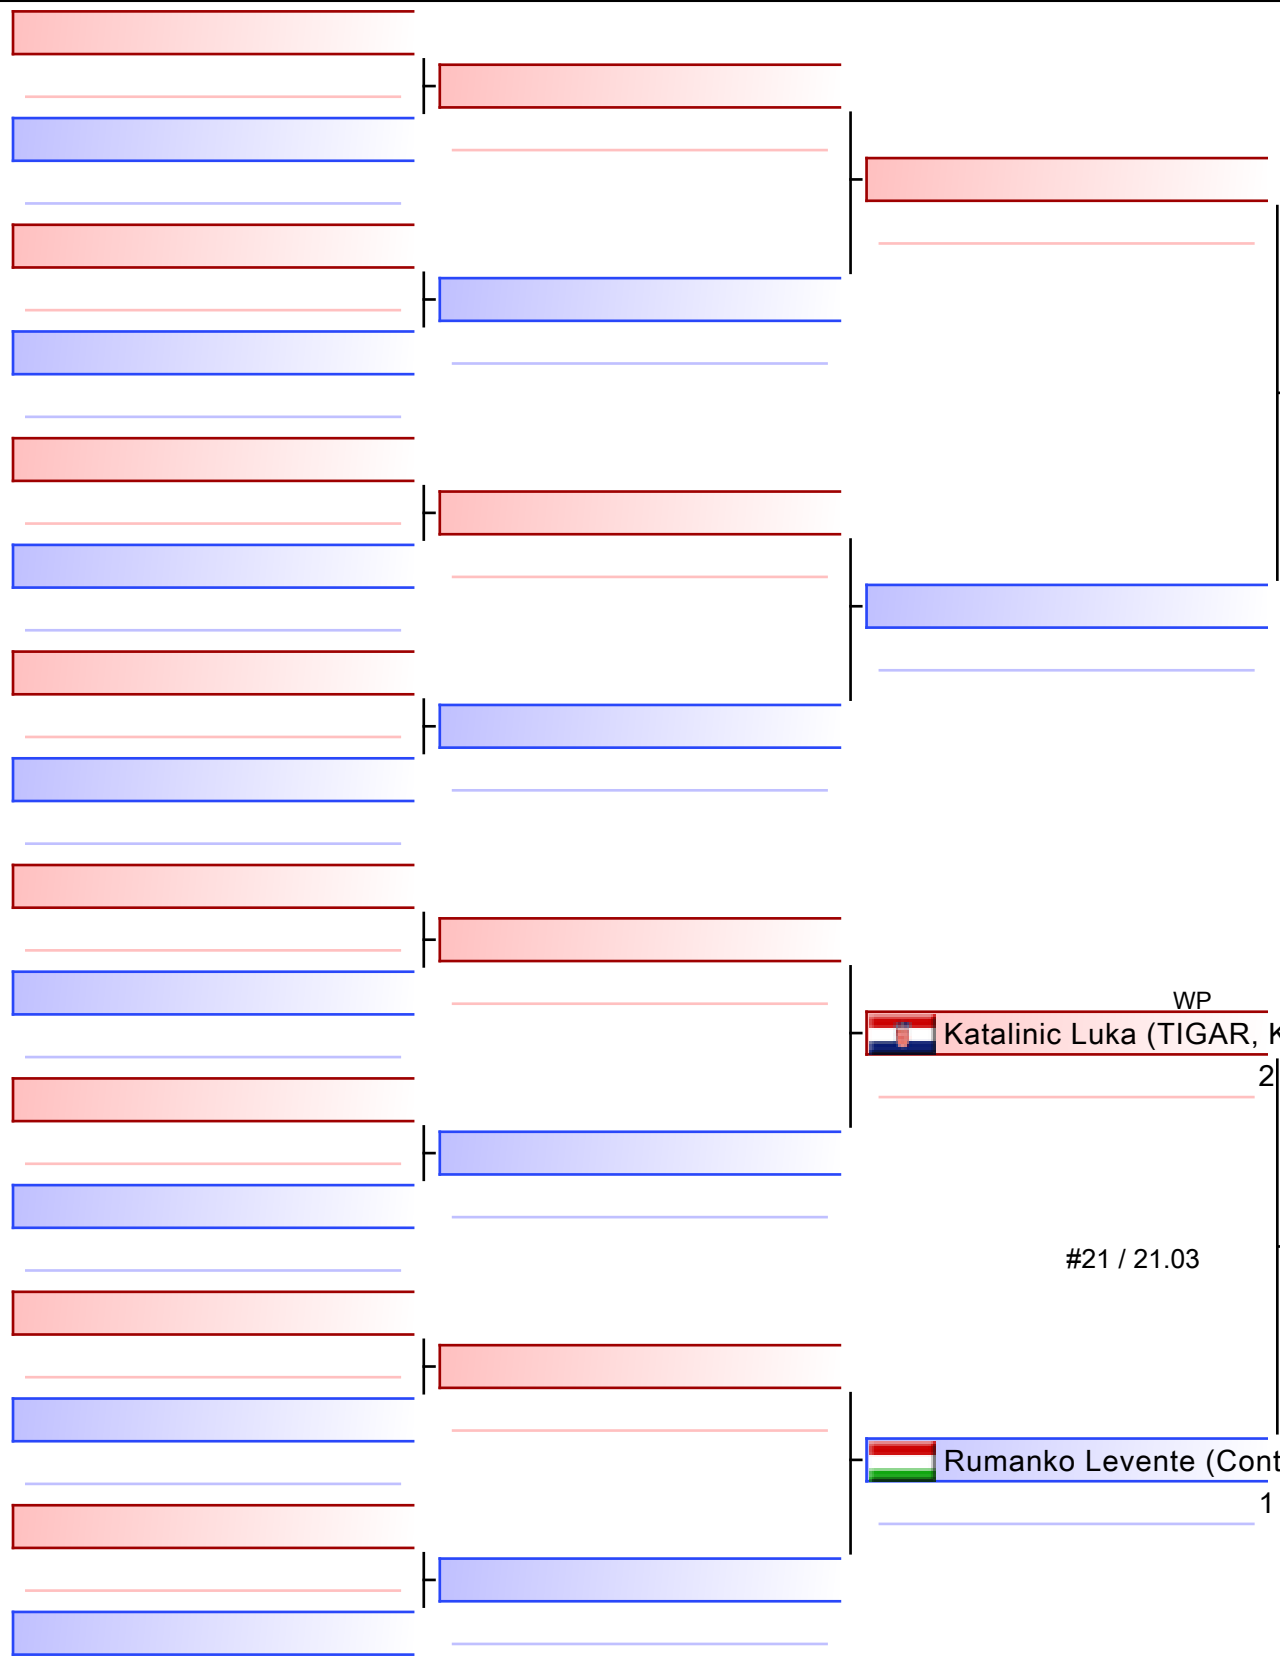 WP
Katalinic Luka (TIGAR, K
2
#21 / 21.03
Rumanko Levente (Cont
1